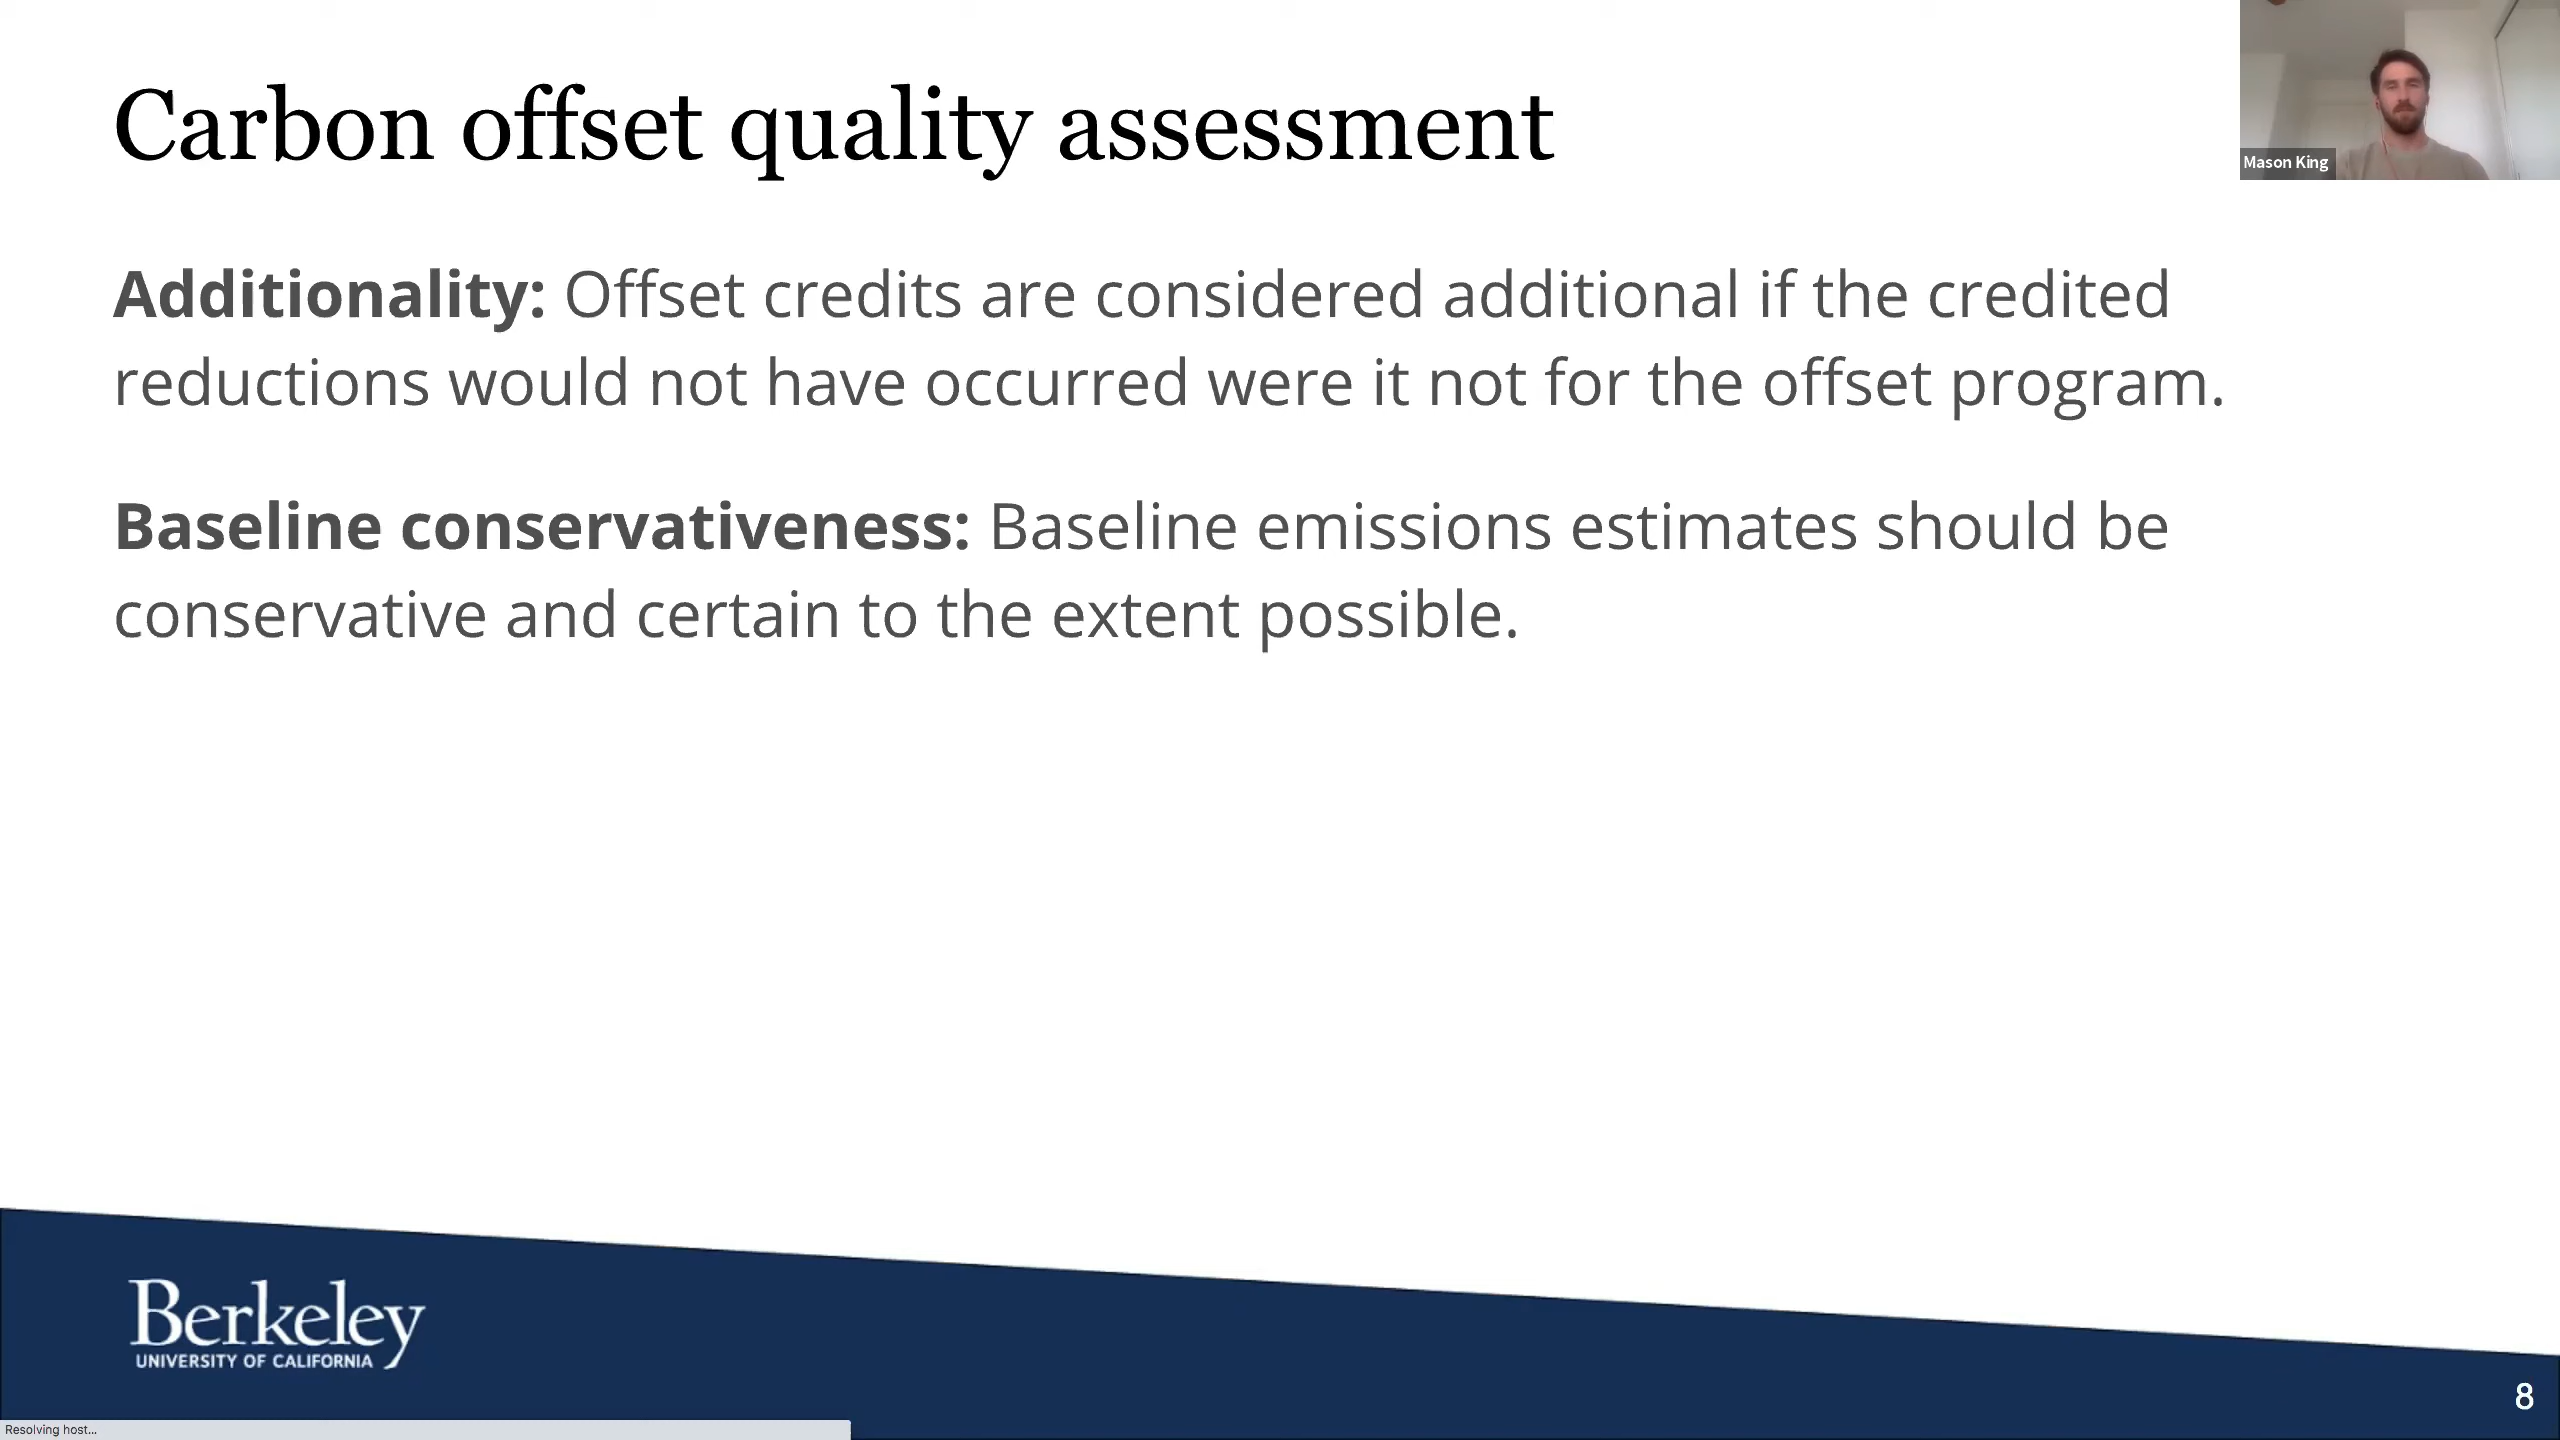 Carbon offset quality assessment
Mason King
Additionality: Offset credits are considered additional if the credited
reductions would not have occurred were it not for the offset program.
Baseline conservativeness: Baseline emissions estimates should be
conservative and certain to the extent possible.
Berkeley
UNIVERSITY OF CALIFORNIA
8
Resolving host...